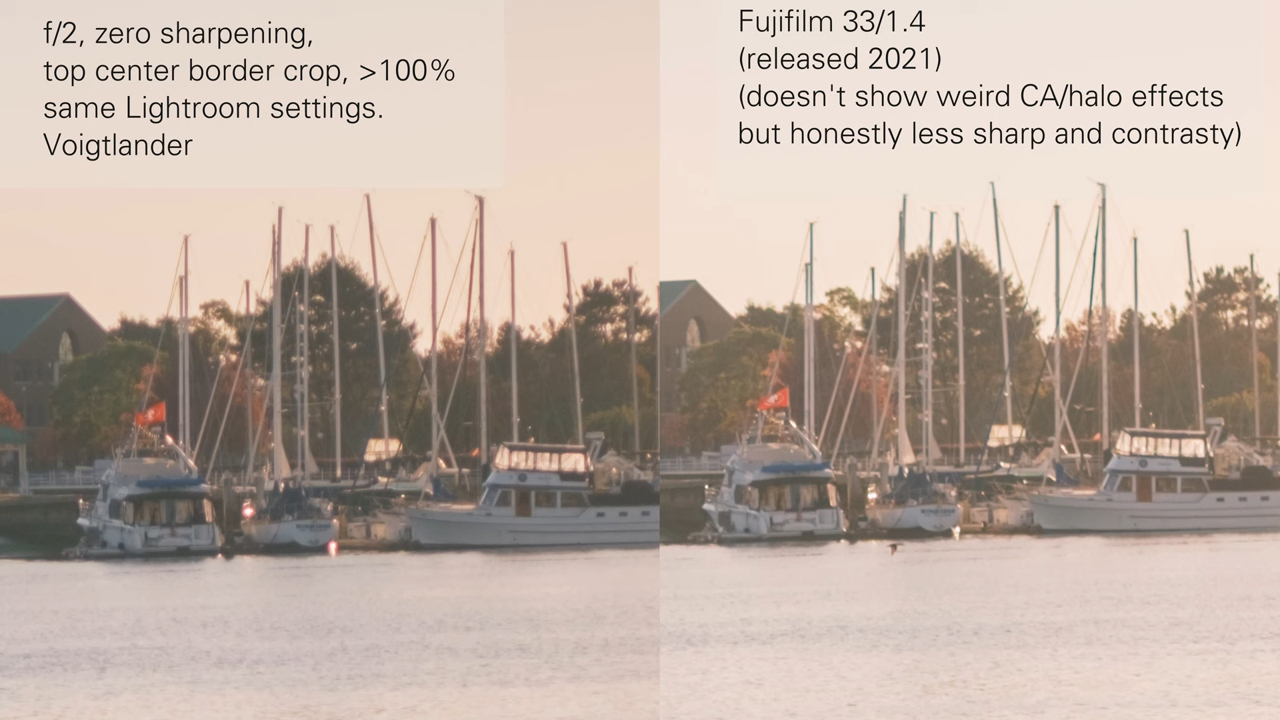 f/2, zero sharpening,
top center border crop, >100%
same Lightroom settings.
Voigtlander
Fujifilm 33/1.4
(released 2021)
(doesn't show weird CA/halo effects
but honestly less sharp and contrasty)